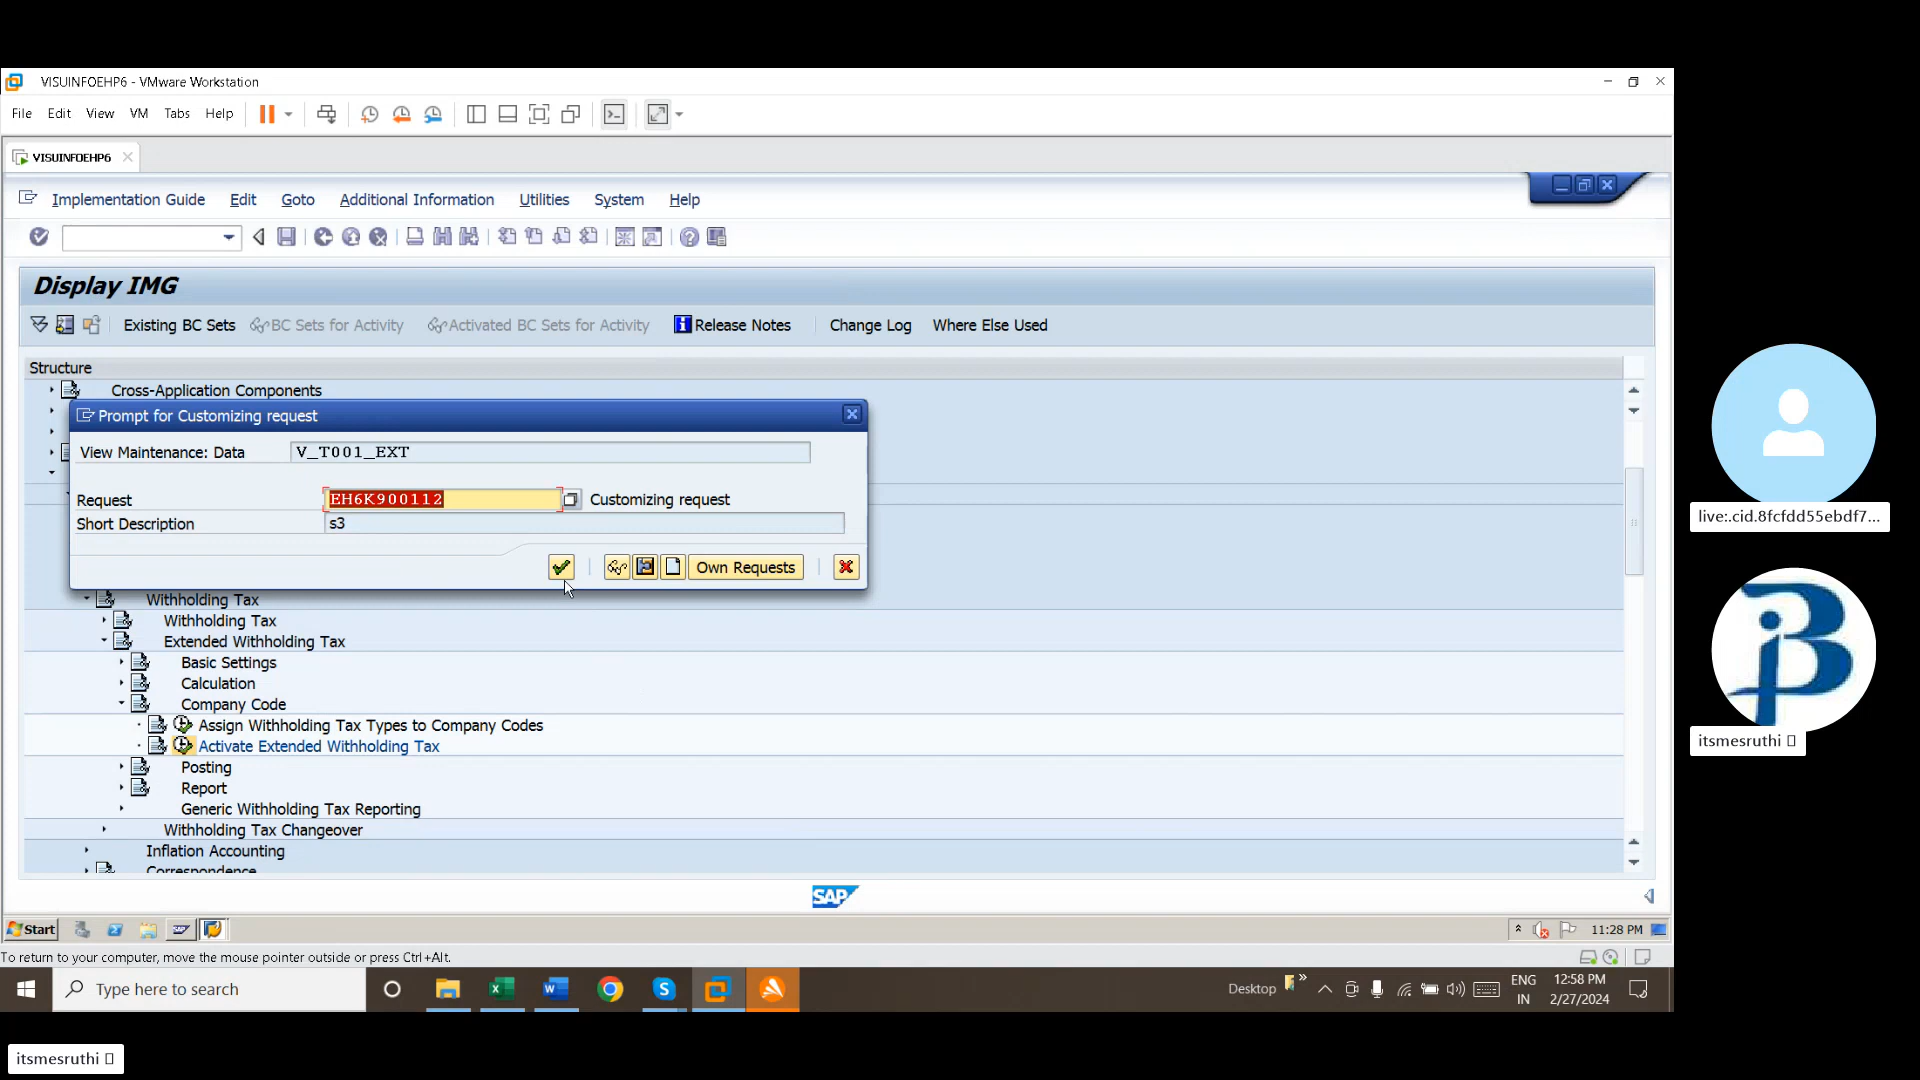 VISUINFOEHP6 - VMware Workstation
File Edit View VM Tabs Help
VISUINFOEHP6
Implementation Guide Edit Goto Additional Information Utilities System Help
Display IMG
Existing BC Sets BC Sets for Activity Activated BC Sets for Activity Release Notes Change Log Where Else Used
Structure
Cross-Application Components
Prompt for Customizing request
View Maintenance: Data V_T001_EXT
Request EH6K900112 Customizing request
Short Description s3
Own Requests
Withholding Tax
Withholding Tax
Extended Withholding Tax
Basic Settings
Calculation
Company Code
Assign Withholding Tax Types to Company Codes
Activate Extended Withholding Tax
Posting
Report
Generic Withholding Tax Reporting
Withholding Tax Changeover
Inflation Accounting
Correspondence
SAP
Start 11:28 PM
To return to your computer, move the mouse pointer outside or press Ctrl+Alt.
Type here to search Desktop ENG IN 12:58 PM 2/27/2024
live:.cid.8fcfdd55ebdf7...
itsmesruthi
itsmesruthi